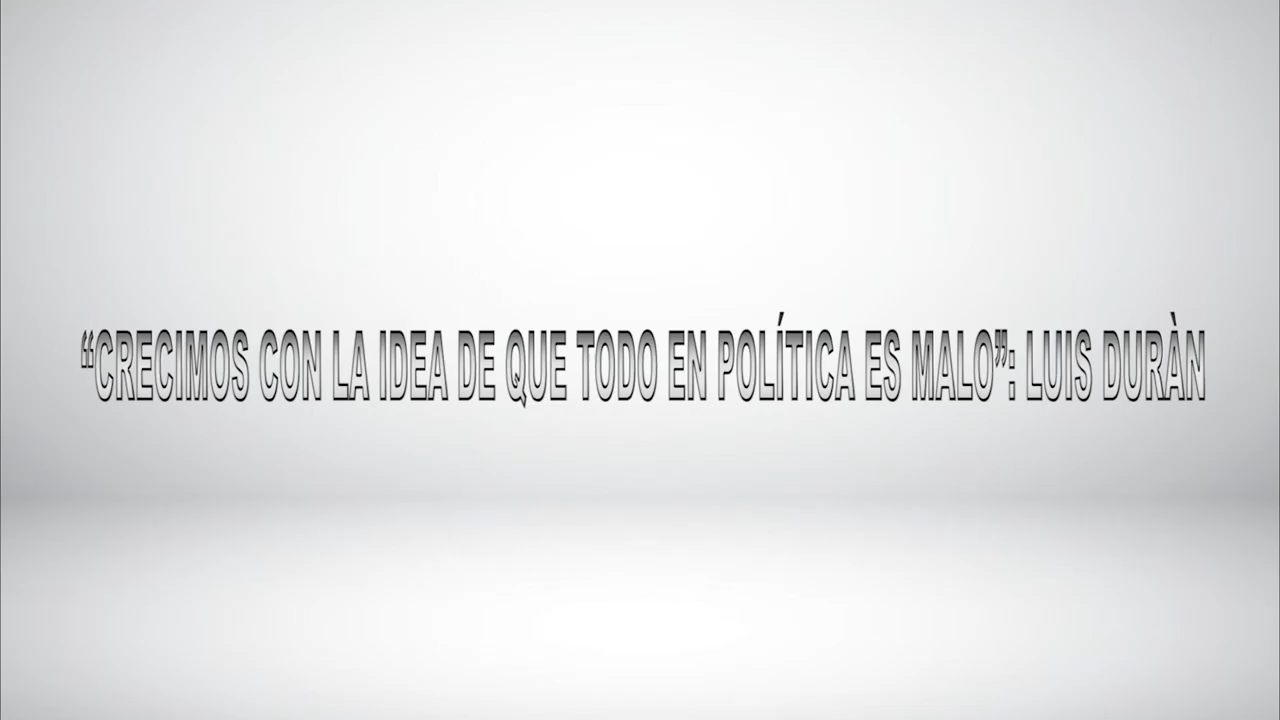 “CRECIMOS CON LA IDEA DE QUE TODO EN POLÍTICA ES MALO”: LUIS DURÀN